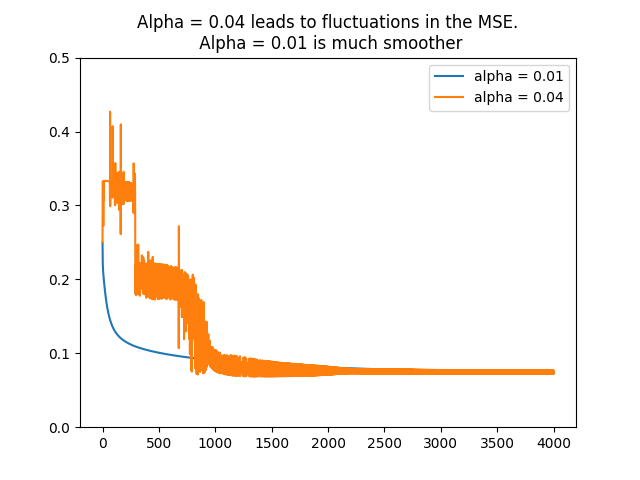 Alpha = 0.04 leads to fluctuations in the MSE.
Alpha = 0.01 is much smoother
0.5
alpha = 0.01
alpha = 0.04
0.4
0.3
0.2
0.1
0.0
0 500 1000 1500 2000 2500 3000 3500 4000